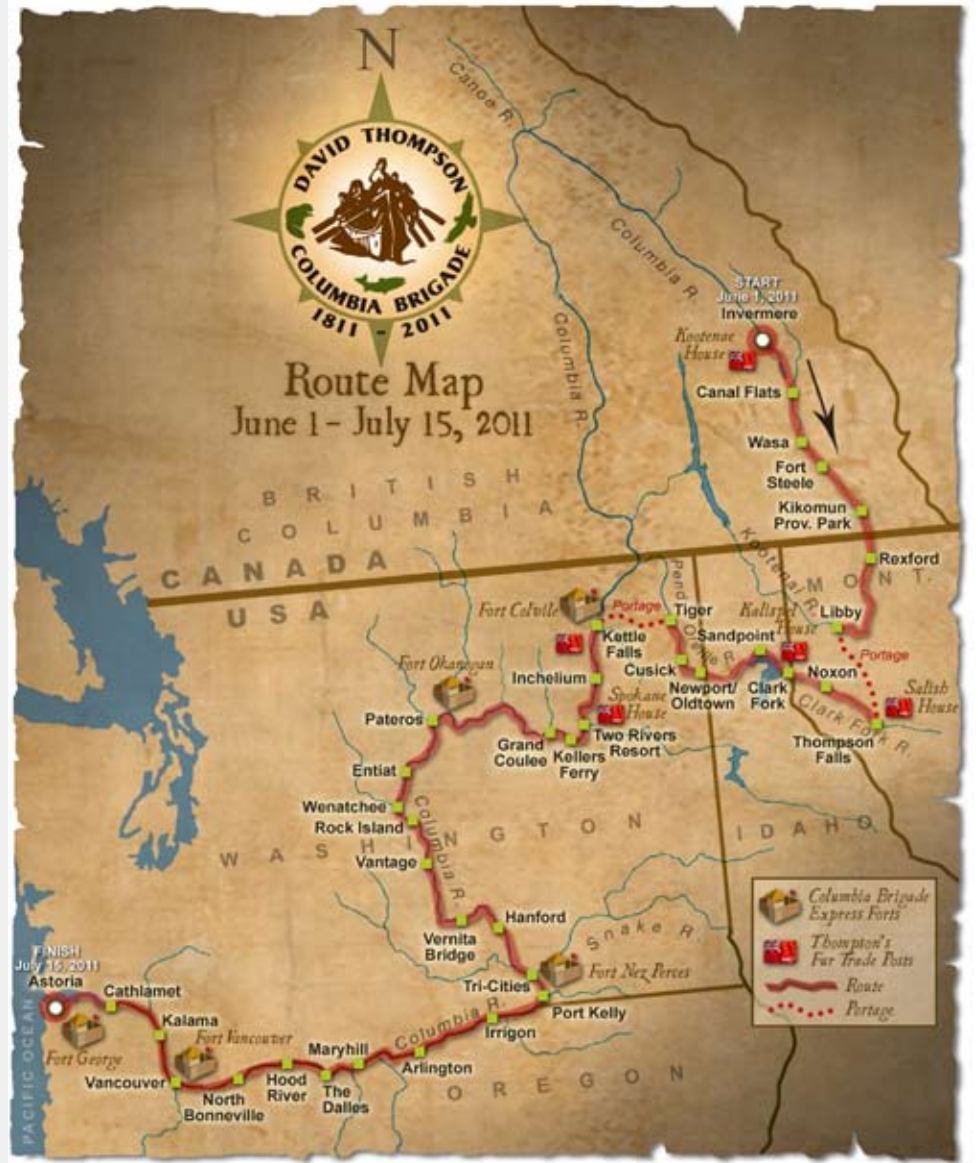 N
DAVID THOMPSON
COLUMBIA BRIGADE
1811 - 2011
Route Map
June 1 - July 15, 2011
Canoe R.
Columbia R.
Columbia R.
START
June 1, 2011
Invermere
Kootenae
House
Canal Flats
Wasa
Fort
Steele
Kikomun
Prov. Park
BRITISH
COLUMBIA
CANADA
USA
Rexford
MONT.
Kootenai R.
Libby
Portage
Kalispel
House
Salish
House
Noxon
Clark Fork R.
Thompson
Falls
Clark
Fork
Sandpoint
Newport/
Oldtown
Cusick
Pend Oreille R.
Tiger
Portage
Fort Colvile
Kettle
Falls
Inchelium
Spokane
House
Two Rivers
Resort
Kellers
Ferry
Grand
Coulee
Fort Okanogan
Pateros
Entiat
Wenatchee
Rock Island
Columbia R.
Vantage
WASHINGTON
IDAHO
Hanford
Vernita
Bridge
Snake R.
Tri-Cities
Fort Nez Perces
Port Kelly
Columbia R.
Irrigon
Arlington
OREGON
Maryhill
The
Dalles
Hood
River
North
Bonneville
Fort Vancouver
Vancouver
Kalama
Cathlamet
FINISH
July 15, 2011
Astoria
Fort George
PACIFIC OCEAN
Columbia Brigade
Express Forts
Thompson's
Fur Trade Posts
Route
Portage